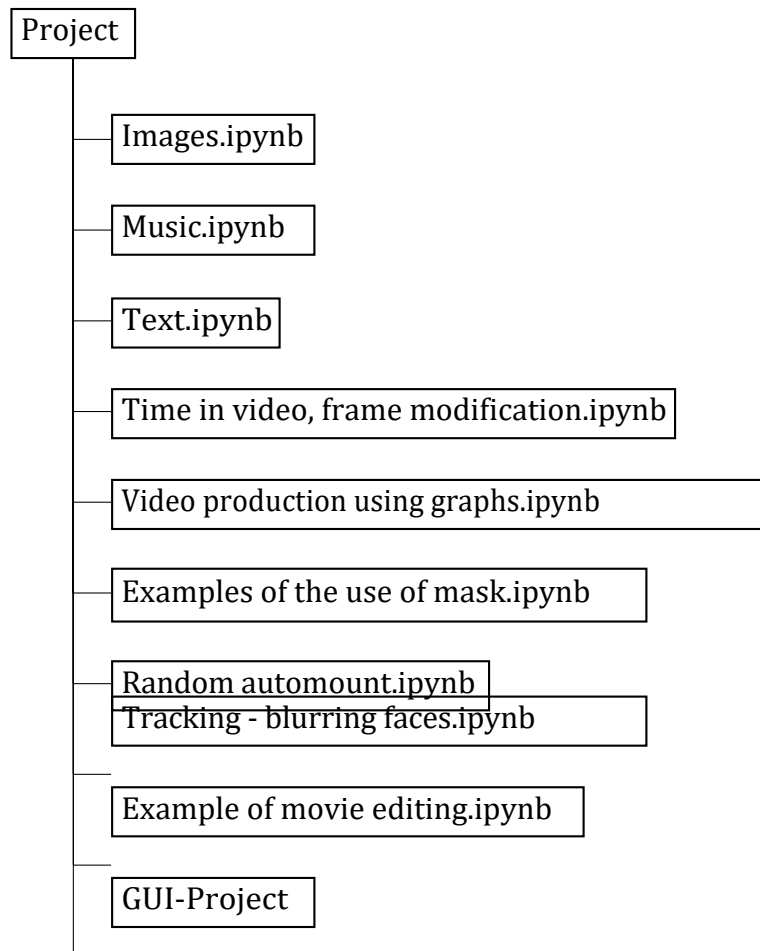 Project
Images.ipynb
Music.ipynb
Text.ipynb
Time in video, frame modification.ipynb
Video production using graphs.ipynb
Examples of the use of mask.ipynb
Random automount.ipynb
Tracking - blurring faces.ipynb
Example of movie editing.ipynb
GUI-Project